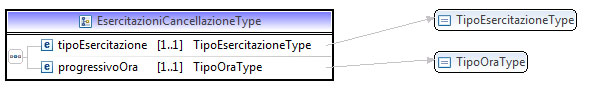 EsercitazioniCancellazioneType
e tipoEsercitazione [1..1] TipoEsercitazioneType
e progressivoOra [1..1] TipoOraType
TipoEsercitazioneType
TipoOraType